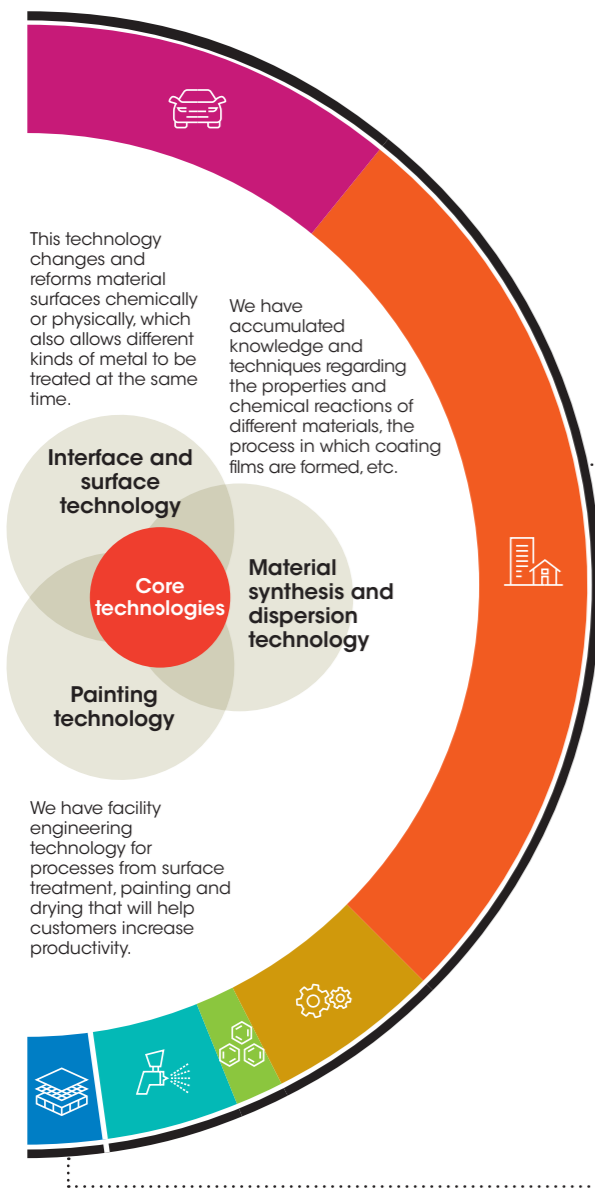 This technology
changes and
reforms material
surfaces chemically
or physically, which
also allows different
kinds of metal to be
treated at the same
time.
We have
accumulated
knowledge and
techniques regarding
the properties and
chemical reactions of
different materials, the
process in which coating
films are formed, etc.
Interface and
surface
technology
Core
technologies
Material
synthesis and
dispersion
technology
Painting
technology
We have facility
engineering
technology for
processes from surface
treatment, painting and
drying that will help
customers increase
productivity.